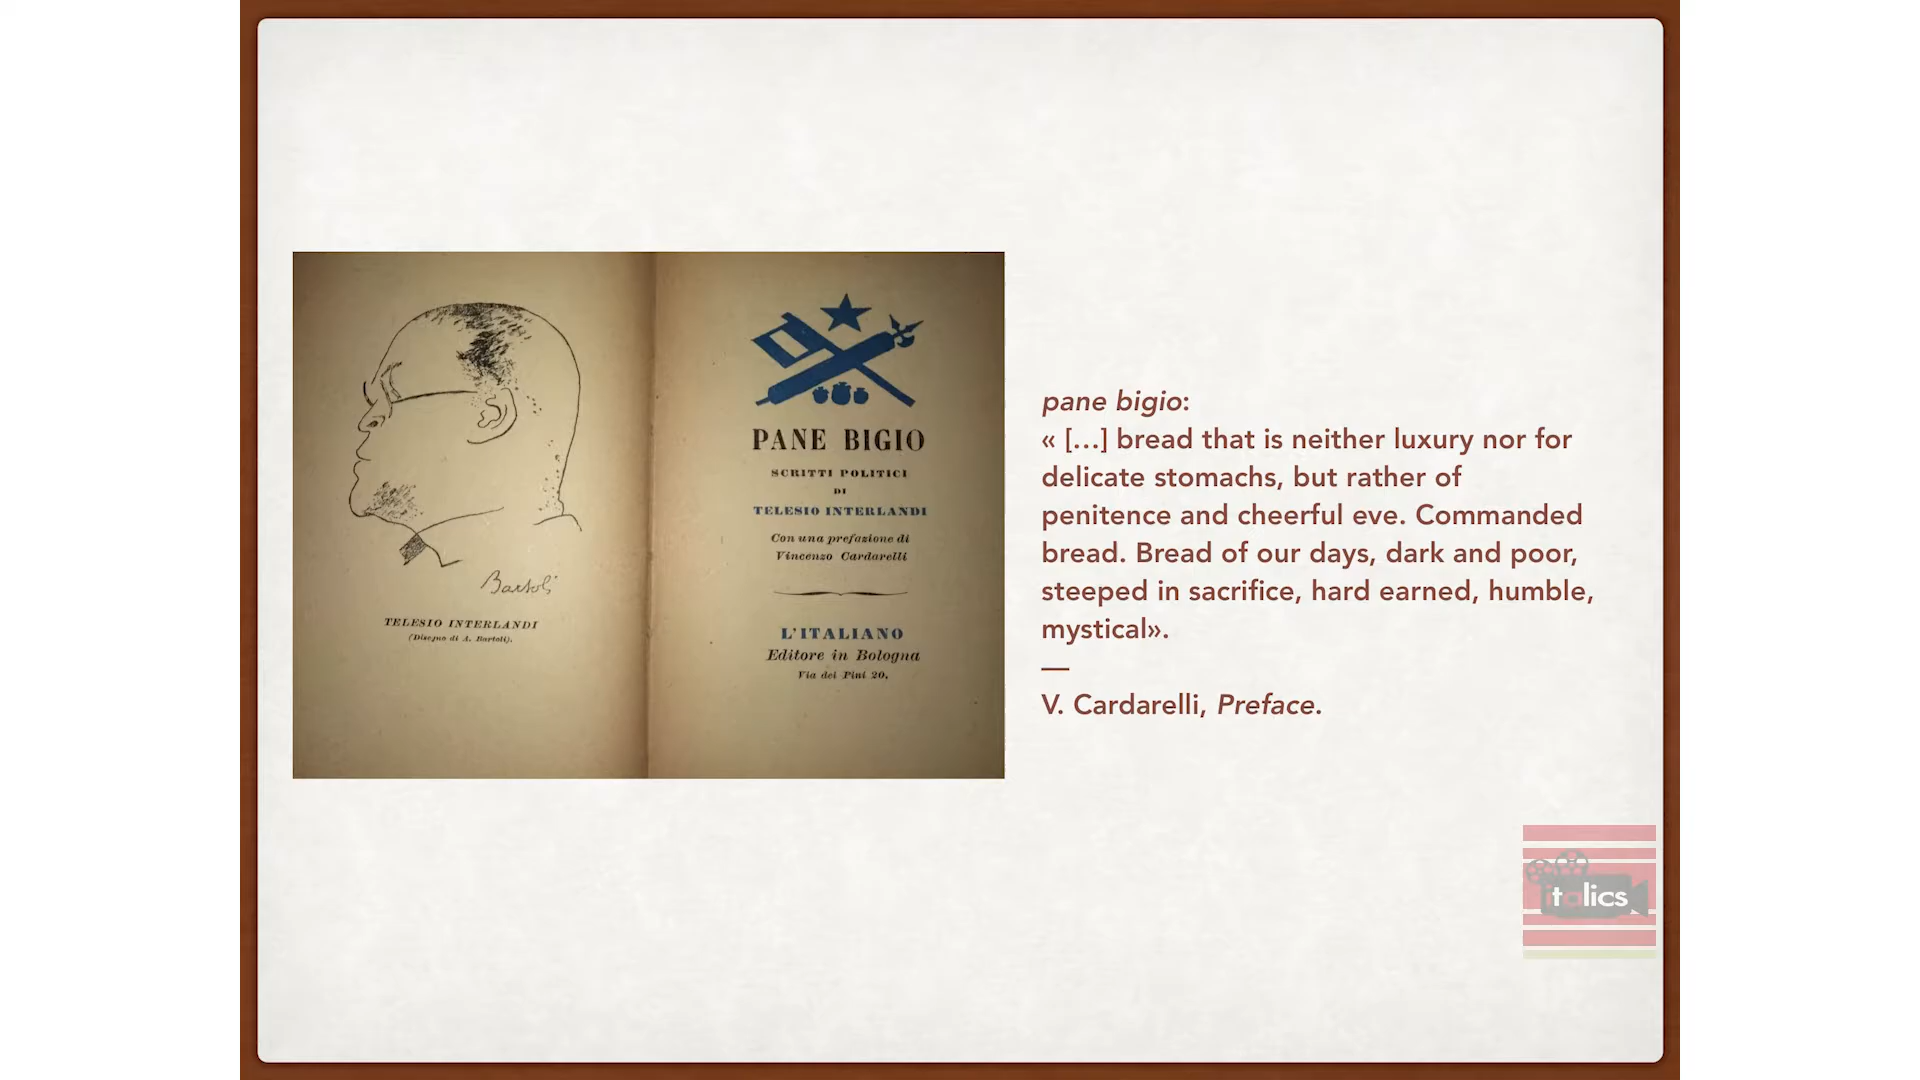 Bartoli
TELESIO INTERLANDI
(Disegno di A. Bartoli).
PANE BIGIO
SCRITTI POLITICI
DI
TELESIO INTERLANDI
Con una prefazione di
Vincenzo Cardarelli
L'ITALIANO
Editore in Bologna
Via dei Pini 20.
pane bigio:
« [...] bread that is neither luxury nor for
delicate stomachs, but rather of
penitence and cheerful eve. Commanded
bread. Bread of our days, dark and poor,
steeped in sacrifice, hard earned, humble,
mystical».
—
V. Cardarelli, Preface.
italics